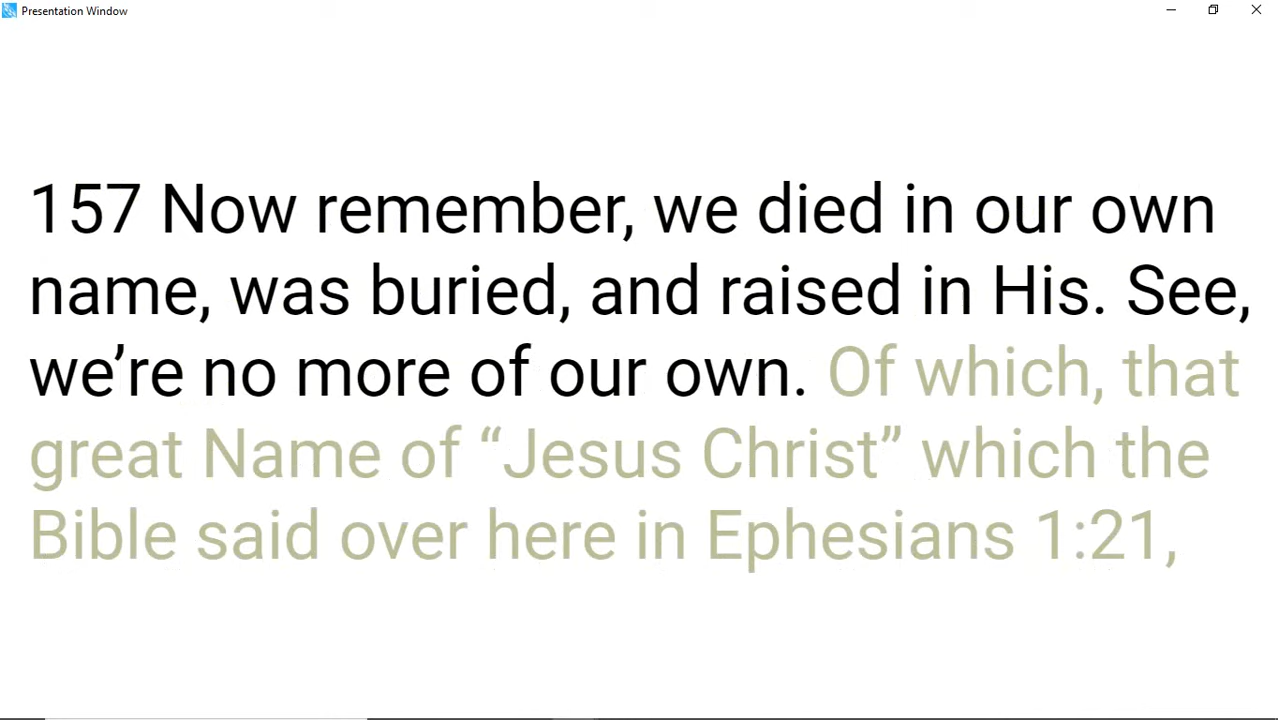 Presentation Window
157 Now remember, we died in our own
name, was buried, and raised in His. See,
we’re no more of our own. Of which, that
great Name of “Jesus Christ” which the
Bible said over here in Ephesians 1:21,